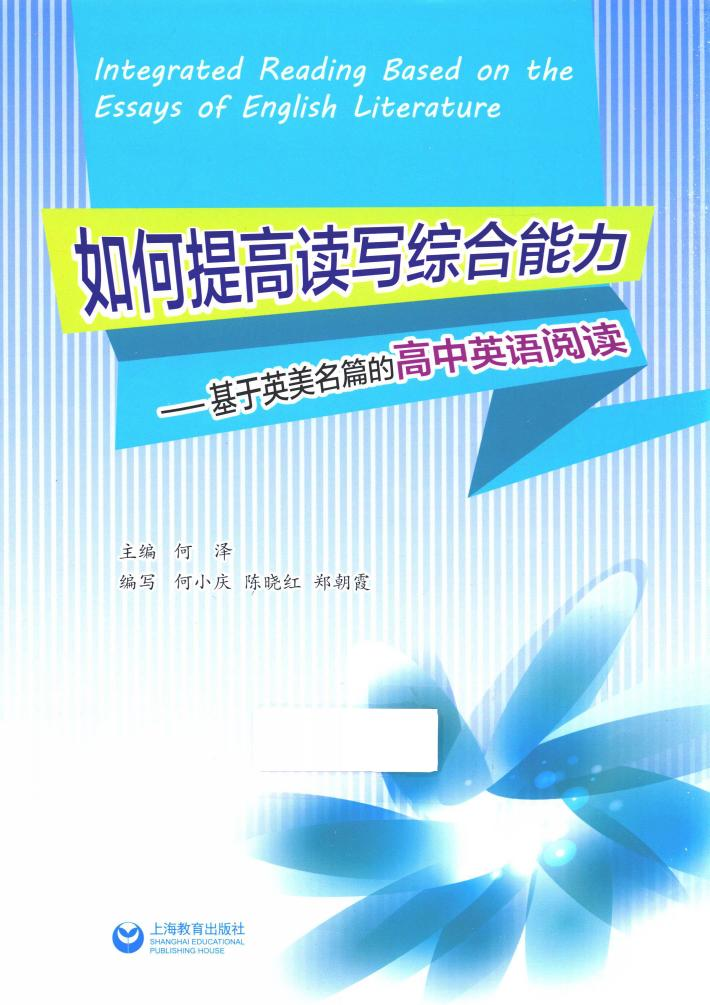 Integrated Reading Based on the
Essays of English Literature
如何提高读写综合能力
——基于英美名篇的高中英语阅读
主编 何 泽
编写 何小庆 陈晓红 郑朝霞
上海教育出版社
SHANGHAI EDUCATIONAL
PUBLISHING HOUSE